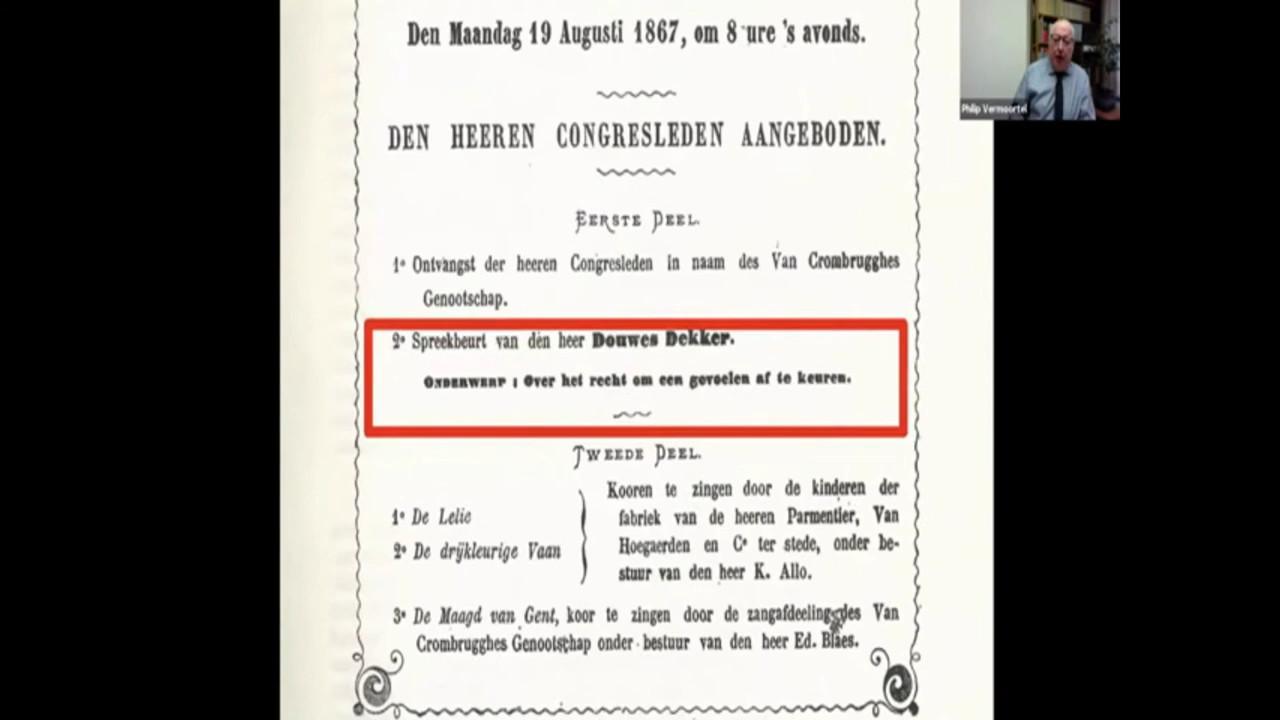 Den Maandag 19 Augusti 1867, om 8 ure 's avonds.
Philip Vermoortel
DEN HEEREN CONGRESLEDEN AANGEBODEN.
EERSTE DEEL.
1° Ontvangst der heeren Congresleden in naam des Van Crombrugghes
Genootschap.
2° Spreekbeurt van den heer Douwes Dekker.
ONDERWERP : Over het recht om een gevoelen af te keuren.
TWEEDE DEEL.
1° De Lelie
2° De drijkleurige Vaan
Kooren te zingen door de kinderen der
fabriek van de heeren Parmentier, Van
Hoegaerden en C° ter stede, onder be-
stuur van den heer K. Allo.
3° De Maagd van Gent, koor te zingen door de zangafdeeling des Van
Crombrugghes Genootschap onder bestuur van den heer Ed. Blaes.